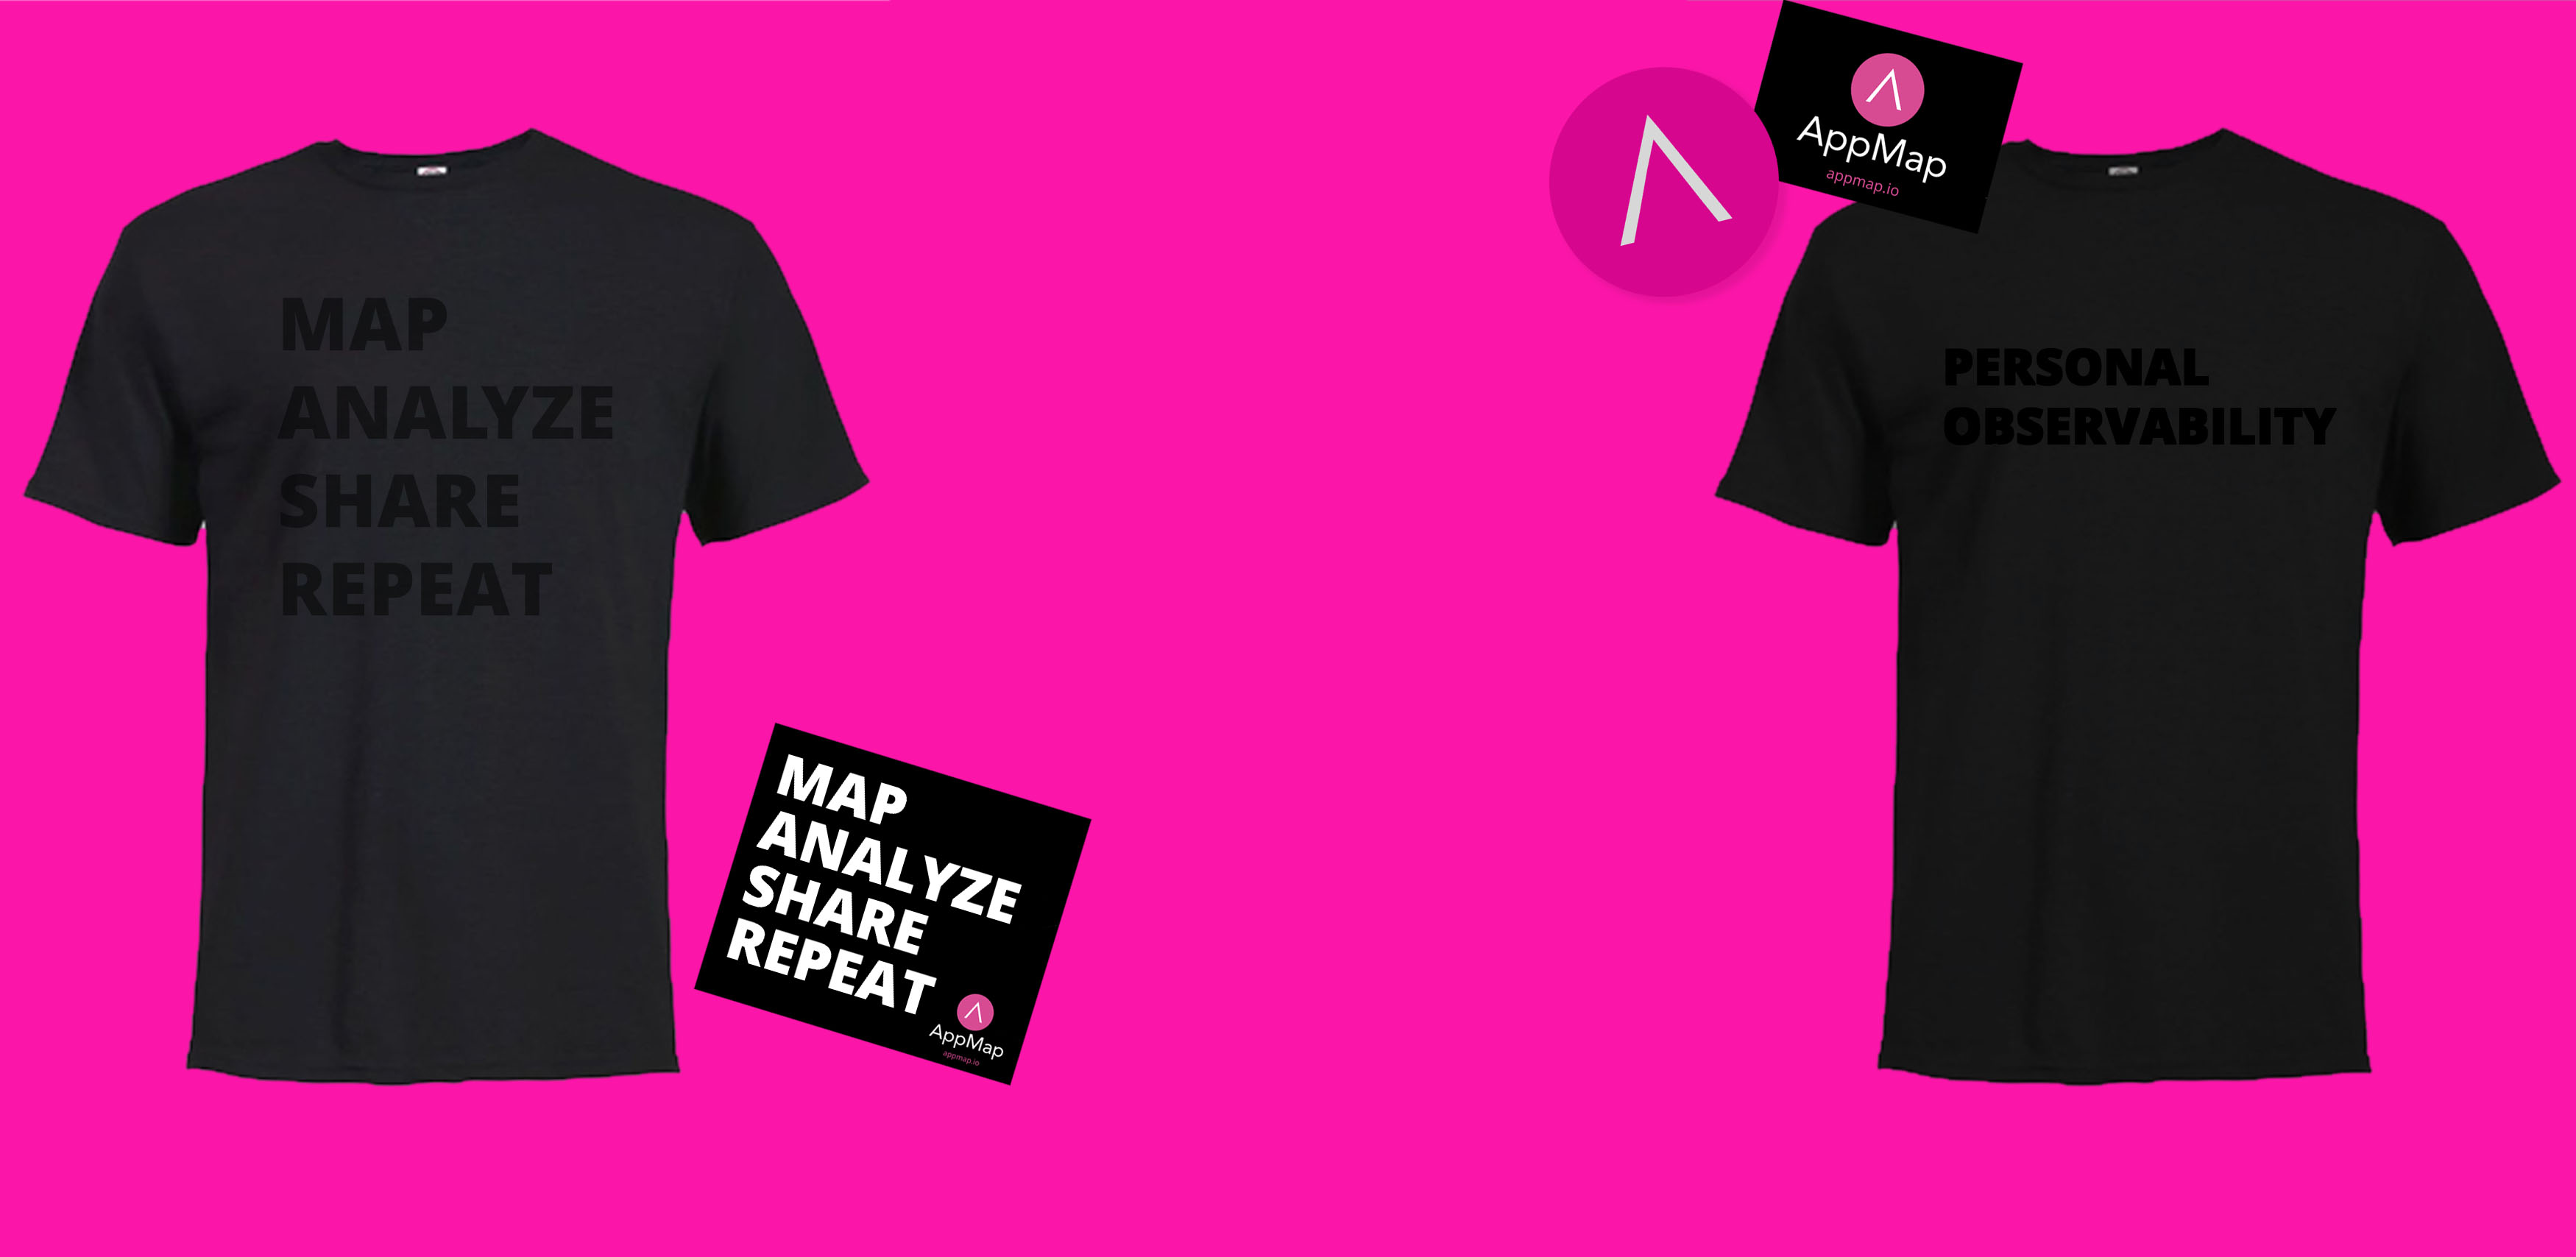 MAP
ANALYZE
SHARE
REPEAT
MAP
ANALYZE
SHARE
REPEAT
AppMap
appmap.io
AppMap
appmap.io
PERSONAL
OBSERVABILITY